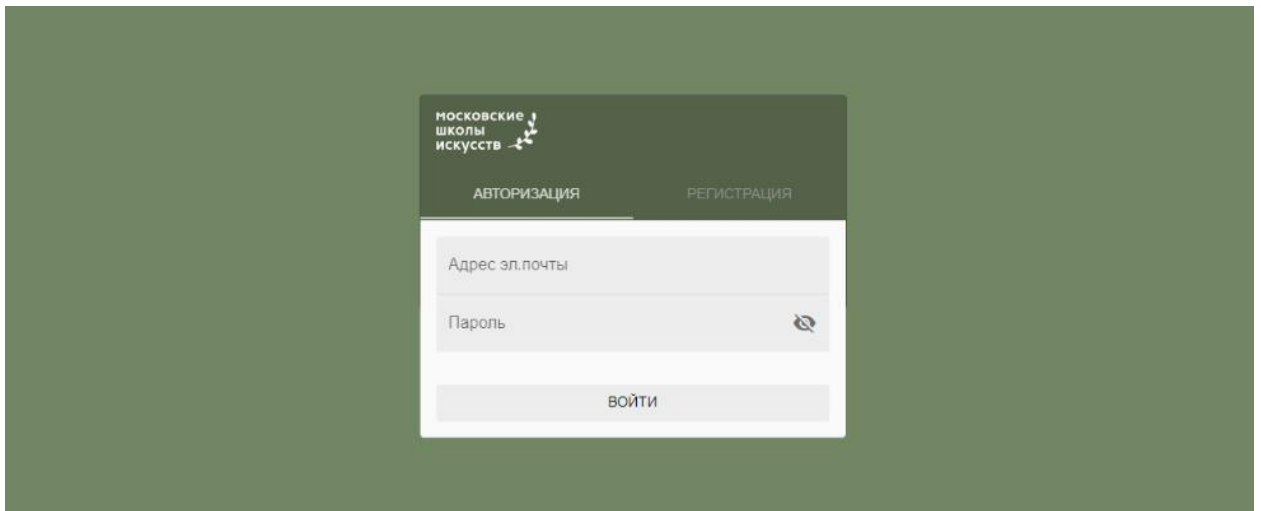 московские
школы
искусств
АВТОРИЗАЦИЯ
РЕГИСТРАЦИЯ
Адрес эл.почты
Пароль
ВОЙТИ